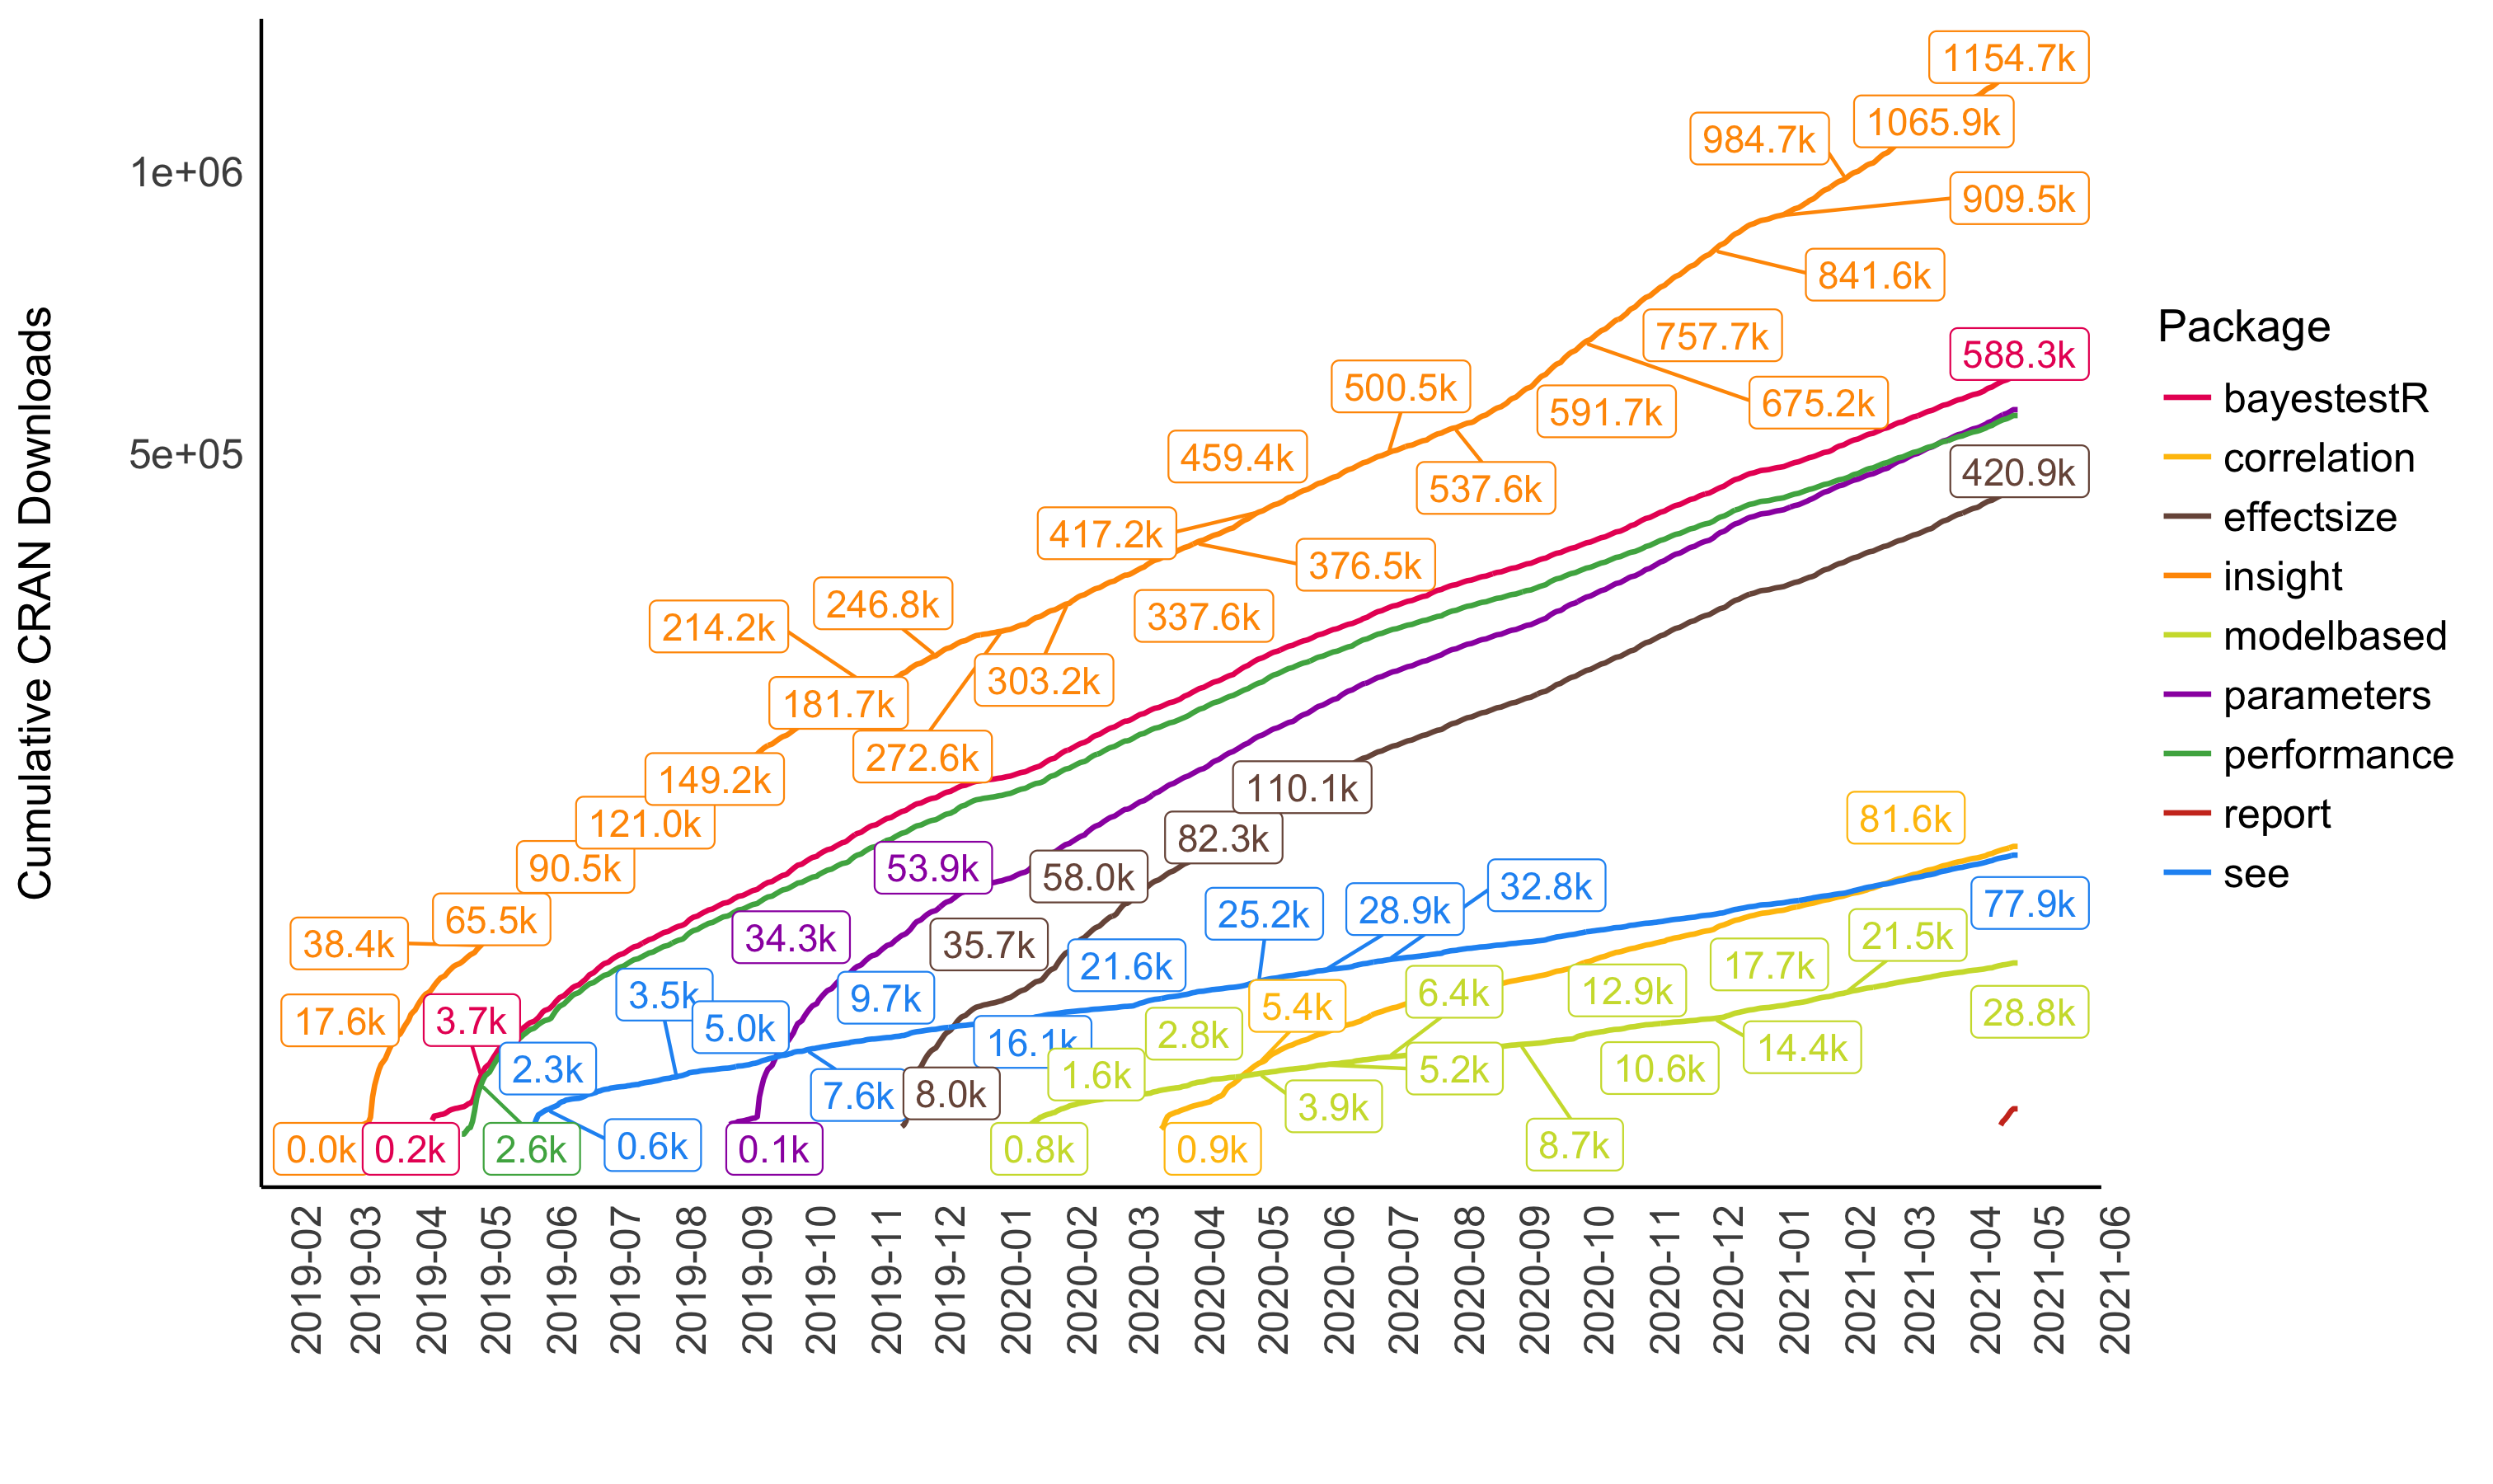 1154.7k
1065.9k
984.7k
909.5k
841.6k
757.7k
675.2k
591.7k
588.3k
500.5k
459.4k
537.6k
420.9k
417.2k
376.5k
337.6k
246.8k
214.2k
303.2k
181.7k
272.6k
149.2k
121.0k
90.5k
65.5k
38.4k
17.6k
0.0k
3.7k
0.2k
2.6k
2.3k
0.6k
3.5k
5.0k
9.7k
7.6k
16.1k
21.6k
25.2k
28.9k
32.8k
77.9k
34.3k
53.9k
0.1k
8.0k
35.7k
58.0k
82.3k
110.1k
0.8k
1.6k
2.8k
3.9k
5.2k
6.4k
8.7k
10.6k
12.9k
14.4k
17.7k
21.5k
28.8k
0.9k
5.4k
81.6k
1e+06
5e+05
Cumulative CRAN Downloads
2019-02
2019-03
2019-04
2019-05
2019-06
2019-07
2019-08
2019-09
2019-10
2019-11
2019-12
2020-01
2020-02
2020-03
2020-04
2020-05
2020-06
2020-07
2020-08
2020-09
2020-10
2020-11
2020-12
2021-01
2021-02
2021-03
2021-04
2021-05
2021-06
Package
bayestestR
correlation
effectsize
insight
modelbased
parameters
performance
report
see